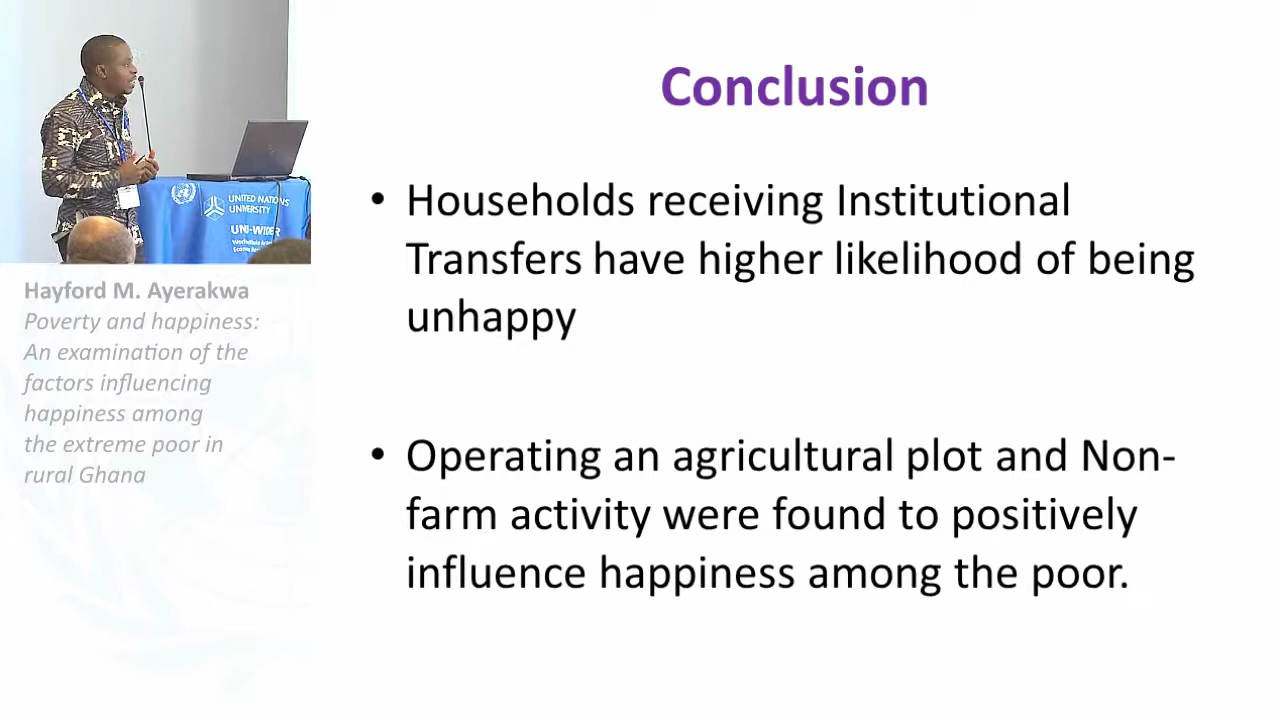 Conclusion
• Households receiving Institutional
Transfers have higher likelihood of being
unhappy
• Operating an agricultural plot and Non-
farm activity were found to positively
influence happiness among the poor.
UNITED NATIONS
UNIVERSITY
UNU-WIDER
Hayford M. Ayerakwa
Poverty and happiness:
An examination of the
factors influencing
happiness among
the extreme poor in
rural Ghana